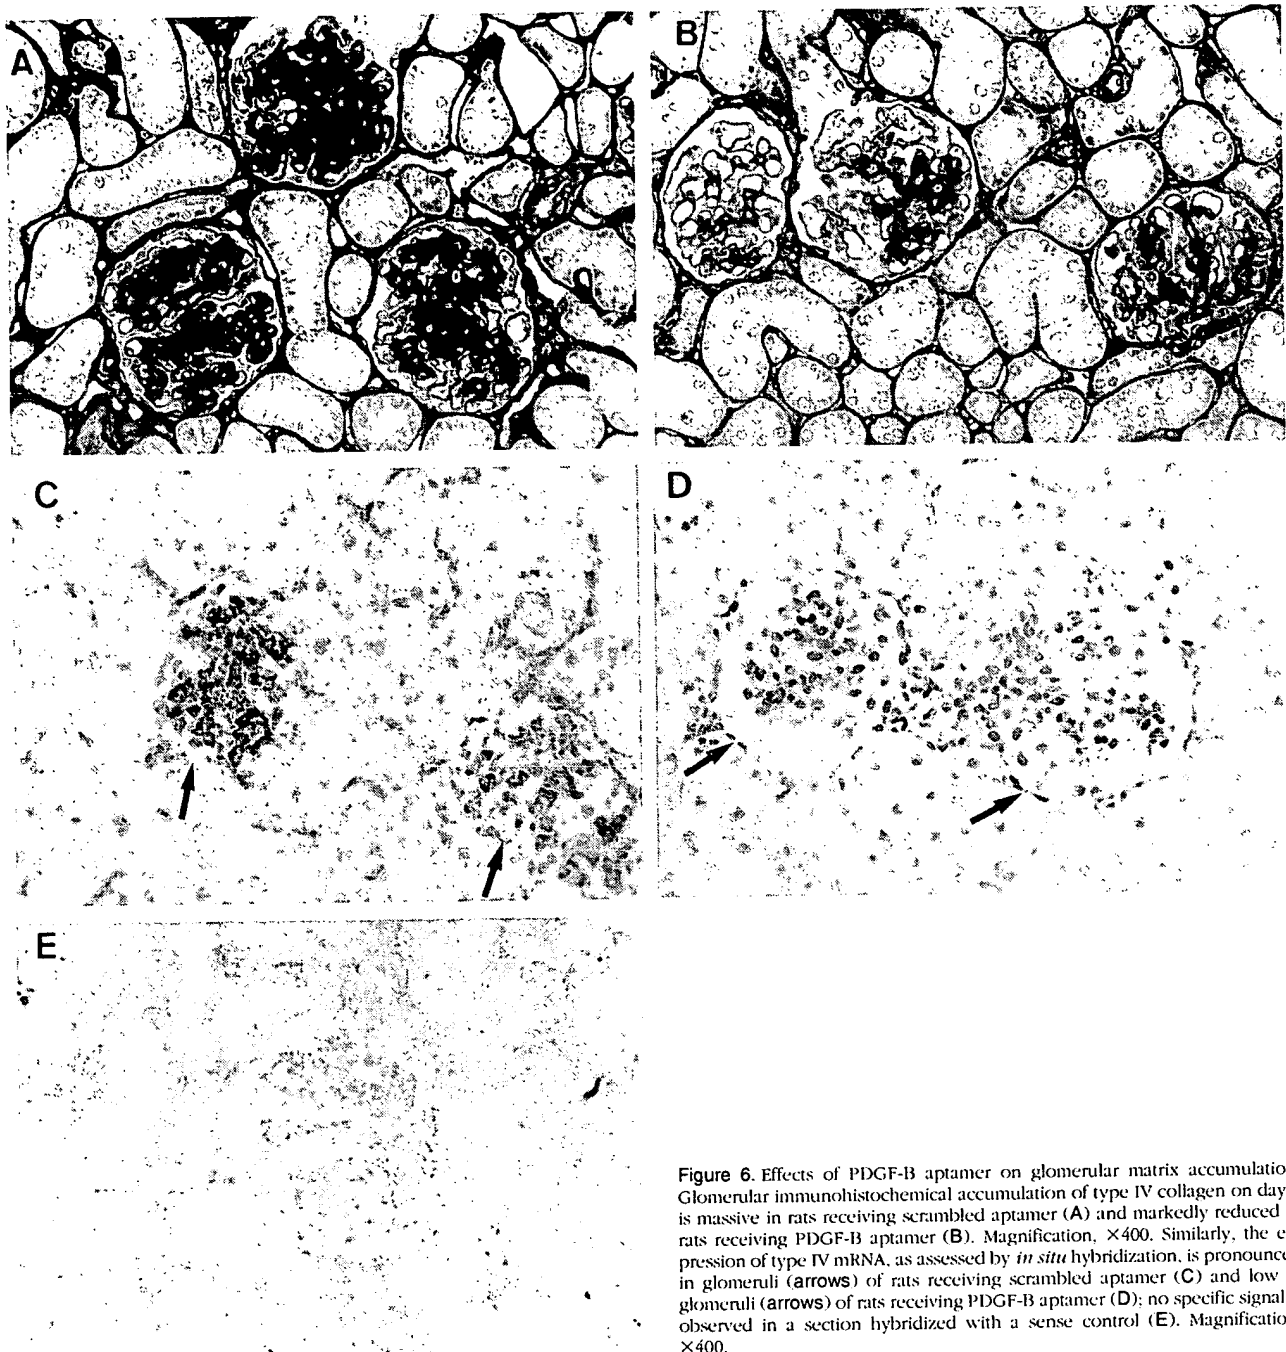 A
B
C
D
E
Figure 6. Effects of PDGF-B aptamer on glomerular matrix accumulatio
Glomerular immunohistochemical accumulation of type IV collagen on day
is massive in rats receiving scrambled aptamer (A) and markedly reduced
rats receiving PDGF-B aptamer (B). Magnification, ×400. Similarly, the e
pression of type IV mRNA, as assessed by in situ hybridization, is pronounce
in glomeruli (arrows) of rats receiving scrambled aptamer (C) and low
glomeruli (arrows) of rats receiving PDGF-B aptamer (D); no specific signal
observed in a section hybridized with a sense control (E). Magnificatio
×400.